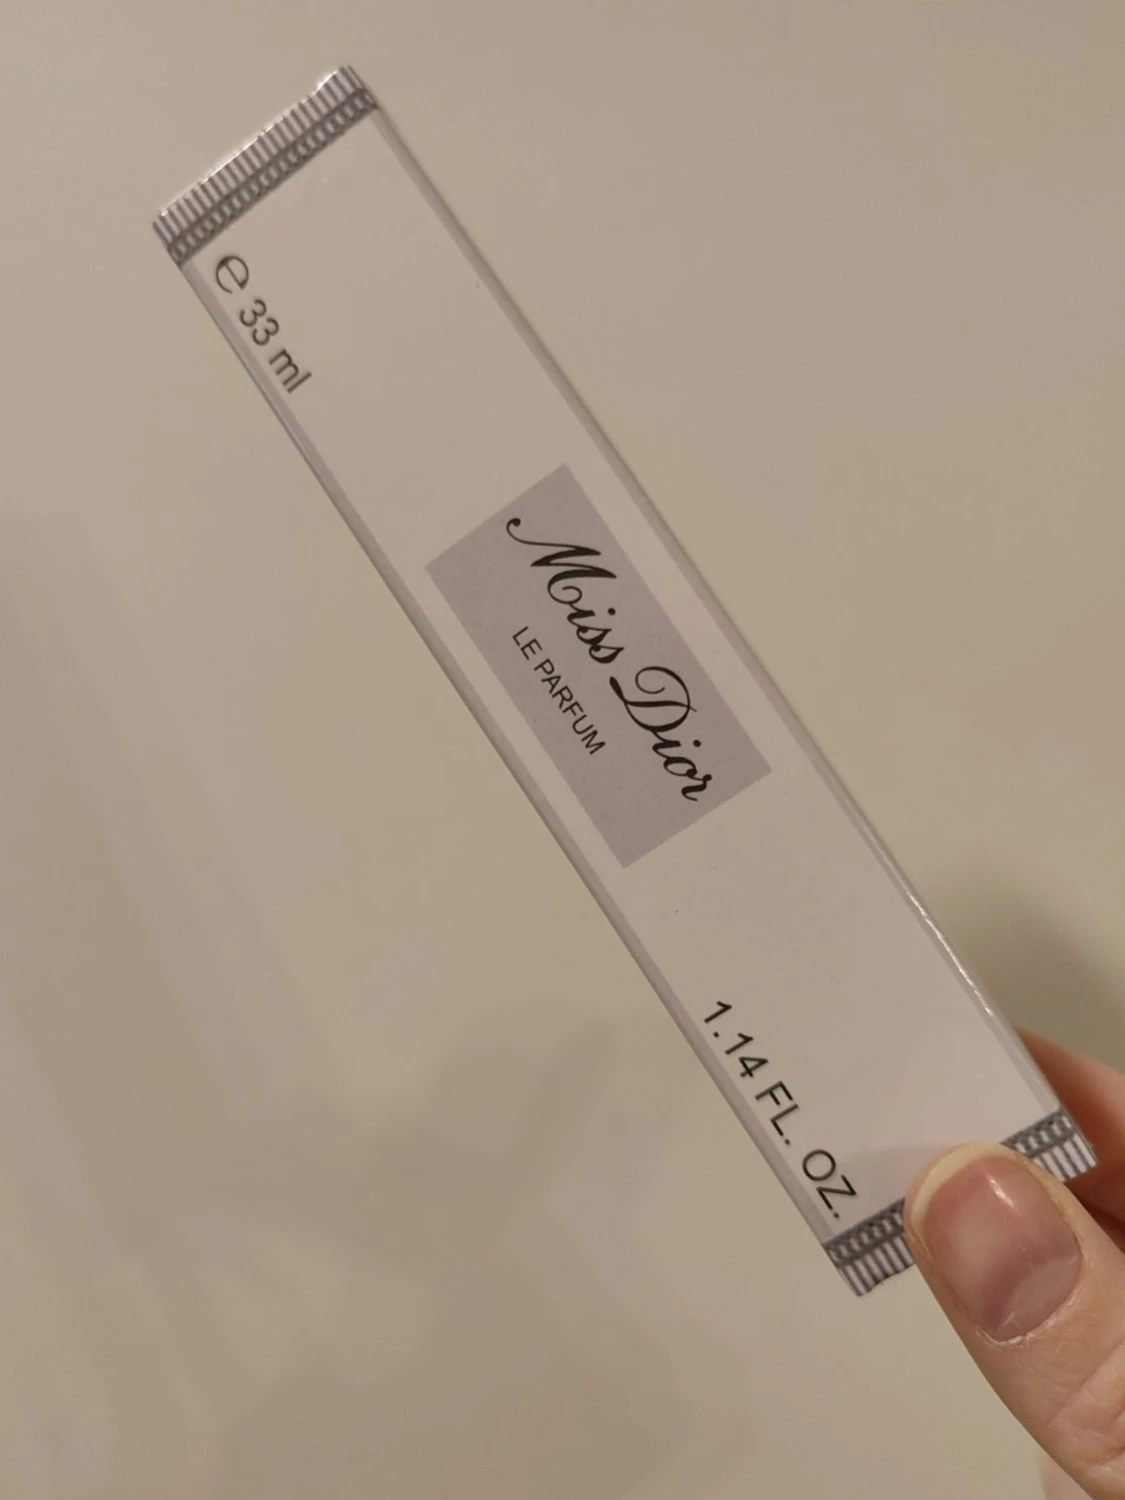 ℮ 33 ml
Miss Dior
LE PARFUM
1.14 FL. OZ.